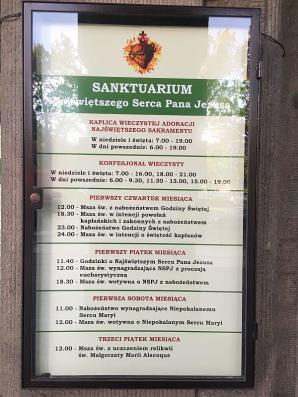 SANKTUARIUM
Najświętszego Serca Pana Jezusa
KAPLICA WIECZYSTEJ ADORACJI
NAJŚWIĘTSZEGO SAKRAMENTU
W niedziele i święta: 7.00 - 19.00
W dni powszednie: 6.00 - 19.00
KONFESJONAŁ WIECZYSTY
W niedziele i święta: 7.00 - 16.00, 18.00 - 21.00
W dni powszednie: 6.00 - 9.30, 11.30 - 13.00, 15.00 - 19.00
PIERWSZY CZWARTEK MIESIĄCA
12.00 - Msza św. z nabożeństwem Godziny Świętej
18.30 - Msza św. w intencji powołań
kapłańskich i zakonnych z nabożeństwem
23.00 - Nabożeństwo Godziny Świętej
24.00 - Msza św. w intencji o świętość kapłanów
PIERWSZY PIĄTEK MIESIĄCA
11.40 - Godzinki o Najświętszym Sercu Pana Jezusa
12.00 - Msza św. wynagradzająca NSPJ z procesją
eucharystyczną
18.30 - Msza św. wotywna o NSPJ z nabożeństwem
PIERWSZA SOBOTA MIESIĄCA
11.00 - Nabożeństwo wynagradzające Niepokalanemu
Sercu Maryi
12.00 - Msza św. wotywna o Niepokalanym Sercu Maryi
TRZECI PIĄTEK MIESIĄCA
12.00 - Msza św. z uczczeniem relikwii
św. Małgorzaty Marii Alacoque